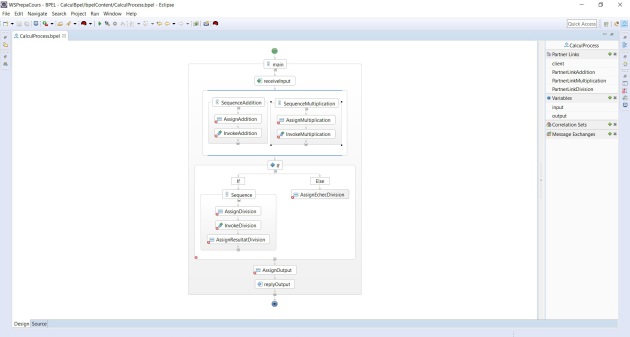 WSPrepaCours - BPEL - CalculBpel/bpelContent/CalculProcess.bpel - Eclipse
File Edit Navigate Search Project Run Window Help
Quick Access
CalculProcess.bpel
main
receiveInput
SequenceAddition
SequenceMultiplication
AssignAddition
AssignMultiplication
InvokeAddition
InvokeMultiplication
If
If
Else
Sequence
AssignEchecDivision
AssignDivision
InvokeDivision
AssignResultatDivision
AssignOutput
replyOutput
CalculProcess
Partner Links
client
PartnerLinkAddition
PartnerLinkMultiplication
PartnerLinkDivision
Variables
input
output
Correlation Sets
Message Exchanges
Design Source